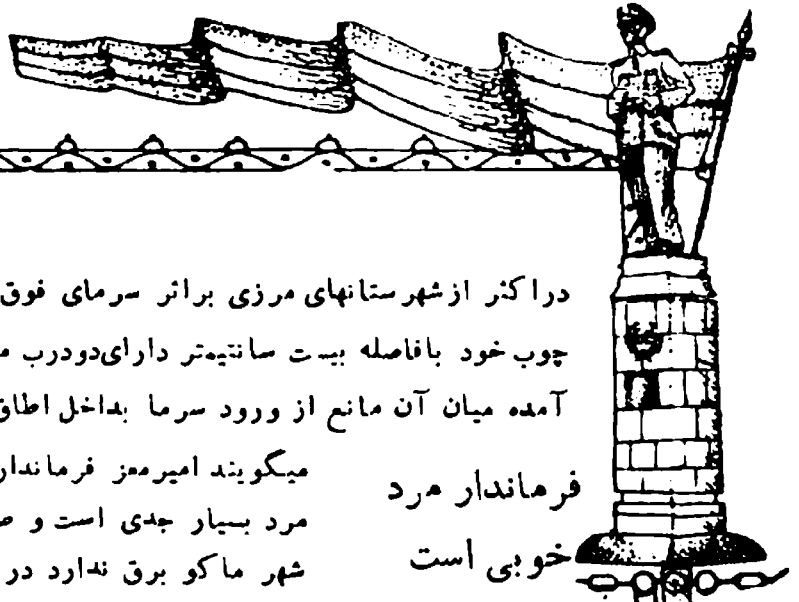 در اکثر از شهرستانهای مرزی براثر سرمای فوق
چوب خود بافاصله بیست سانتیمتر دارای دودرب
آمده میان آن مانع از ورود سرما بداخل اطاق
فرماندار مرد
خوبی است
میگویند امیرمعز فرماندار
مرد بسیار جدی است و
شهر ماکو برق ندارد در